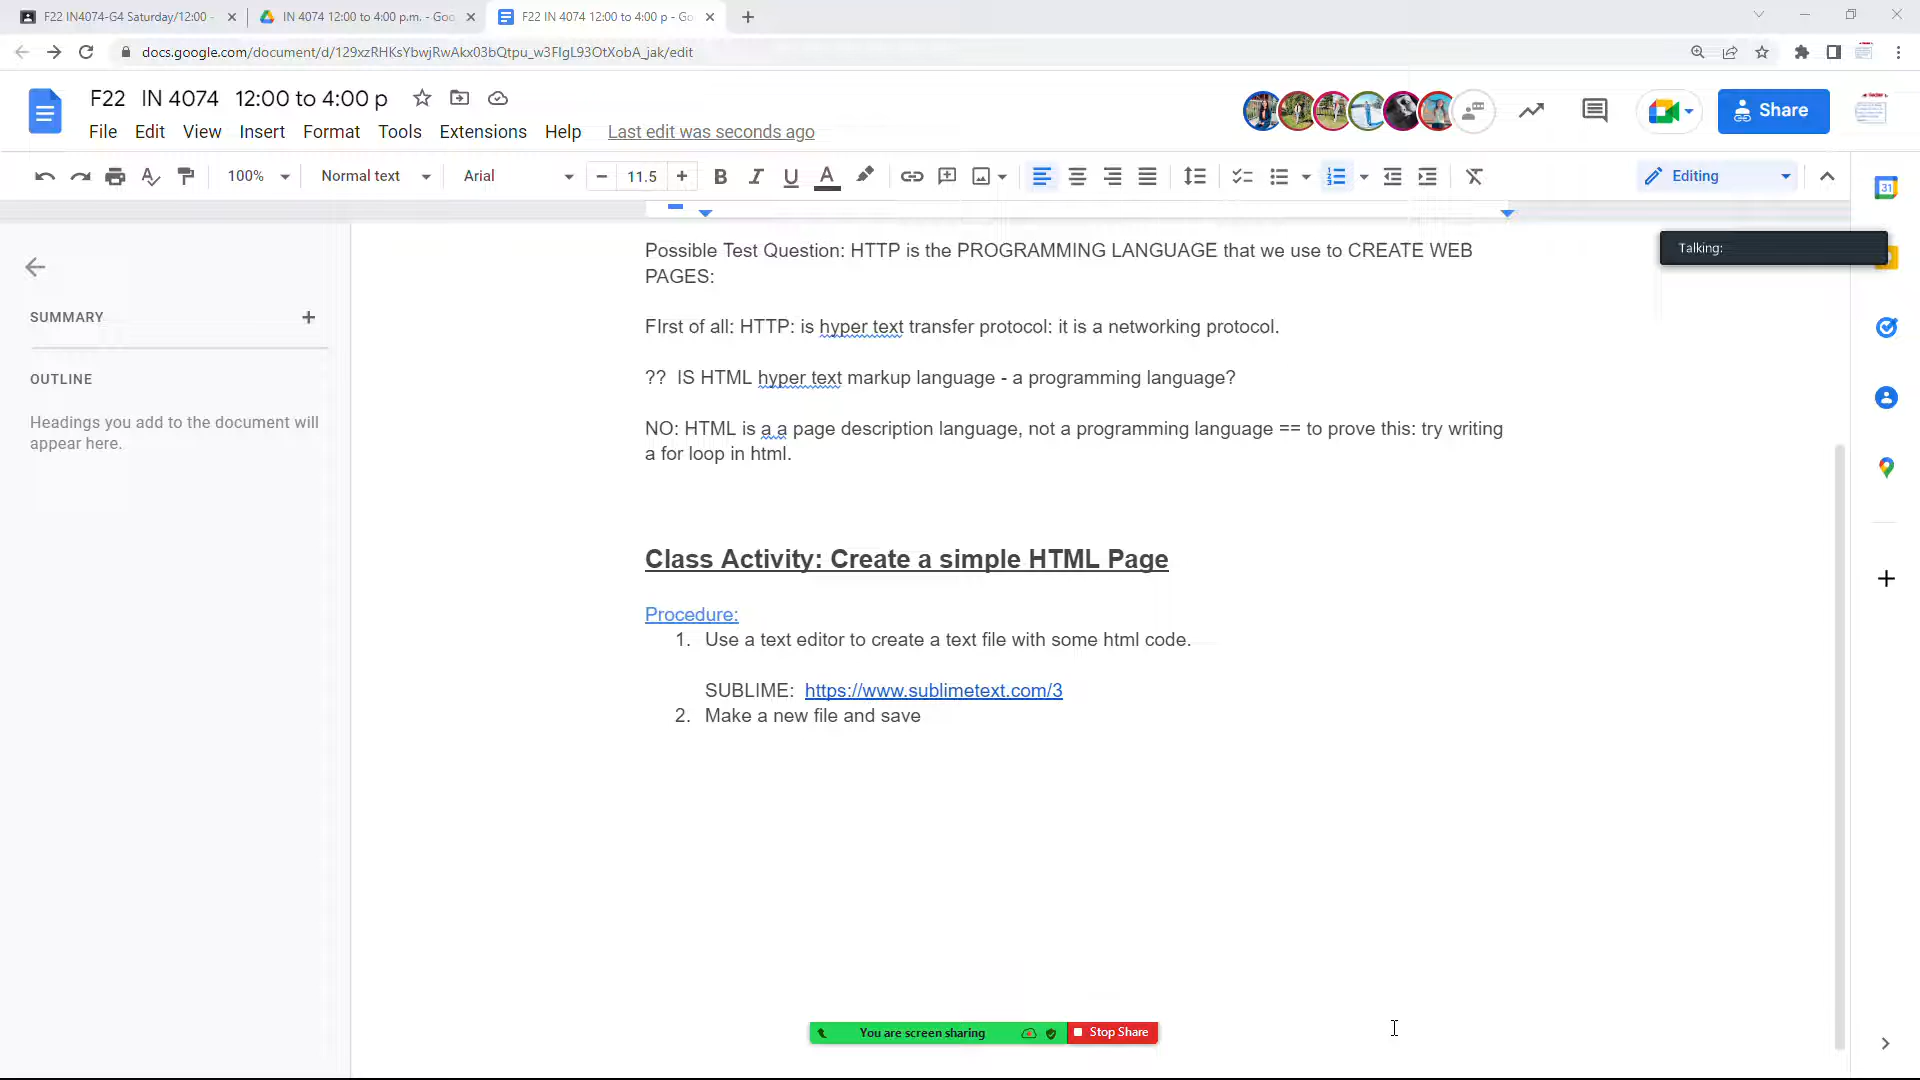 F22 IN4074-G4 Saturday/12:00 -
IN 4074 12:00 to 4:00 p.m. - Goo
F22 IN 4074 12:00 to 4:00 p - Go
docs.google.com/document/d/129xzRHKsYbwjRwAkx03bQtpu_w3FIgL93OtXobA_jak/edit
F22 IN 4074 12:00 to 4:00 p
Share
File Edit View Insert Format Tools Extensions Help Last edit was seconds ago
100% Normal text Arial 11.5 Editing
Possible Test Question: HTTP is the PROGRAMMING LANGUAGE that we use to CREATE WEB
PAGES:
Talking:
SUMMARY
FIrst of all: HTTP: is hyper text transfer protocol: it is a networking protocol.
OUTLINE
?? IS HTML hyper text markup language - a programming language?
Headings you add to the document will
appear here.
NO: HTML is a a page description language, not a programming language == to prove this: try writing
a for loop in html.
Class Activity: Create a simple HTML Page
Procedure:
1. Use a text editor to create a text file with some html code.
SUBLIME: https://www.sublimetext.com/3
2. Make a new file and save
You are screen sharing Stop Share